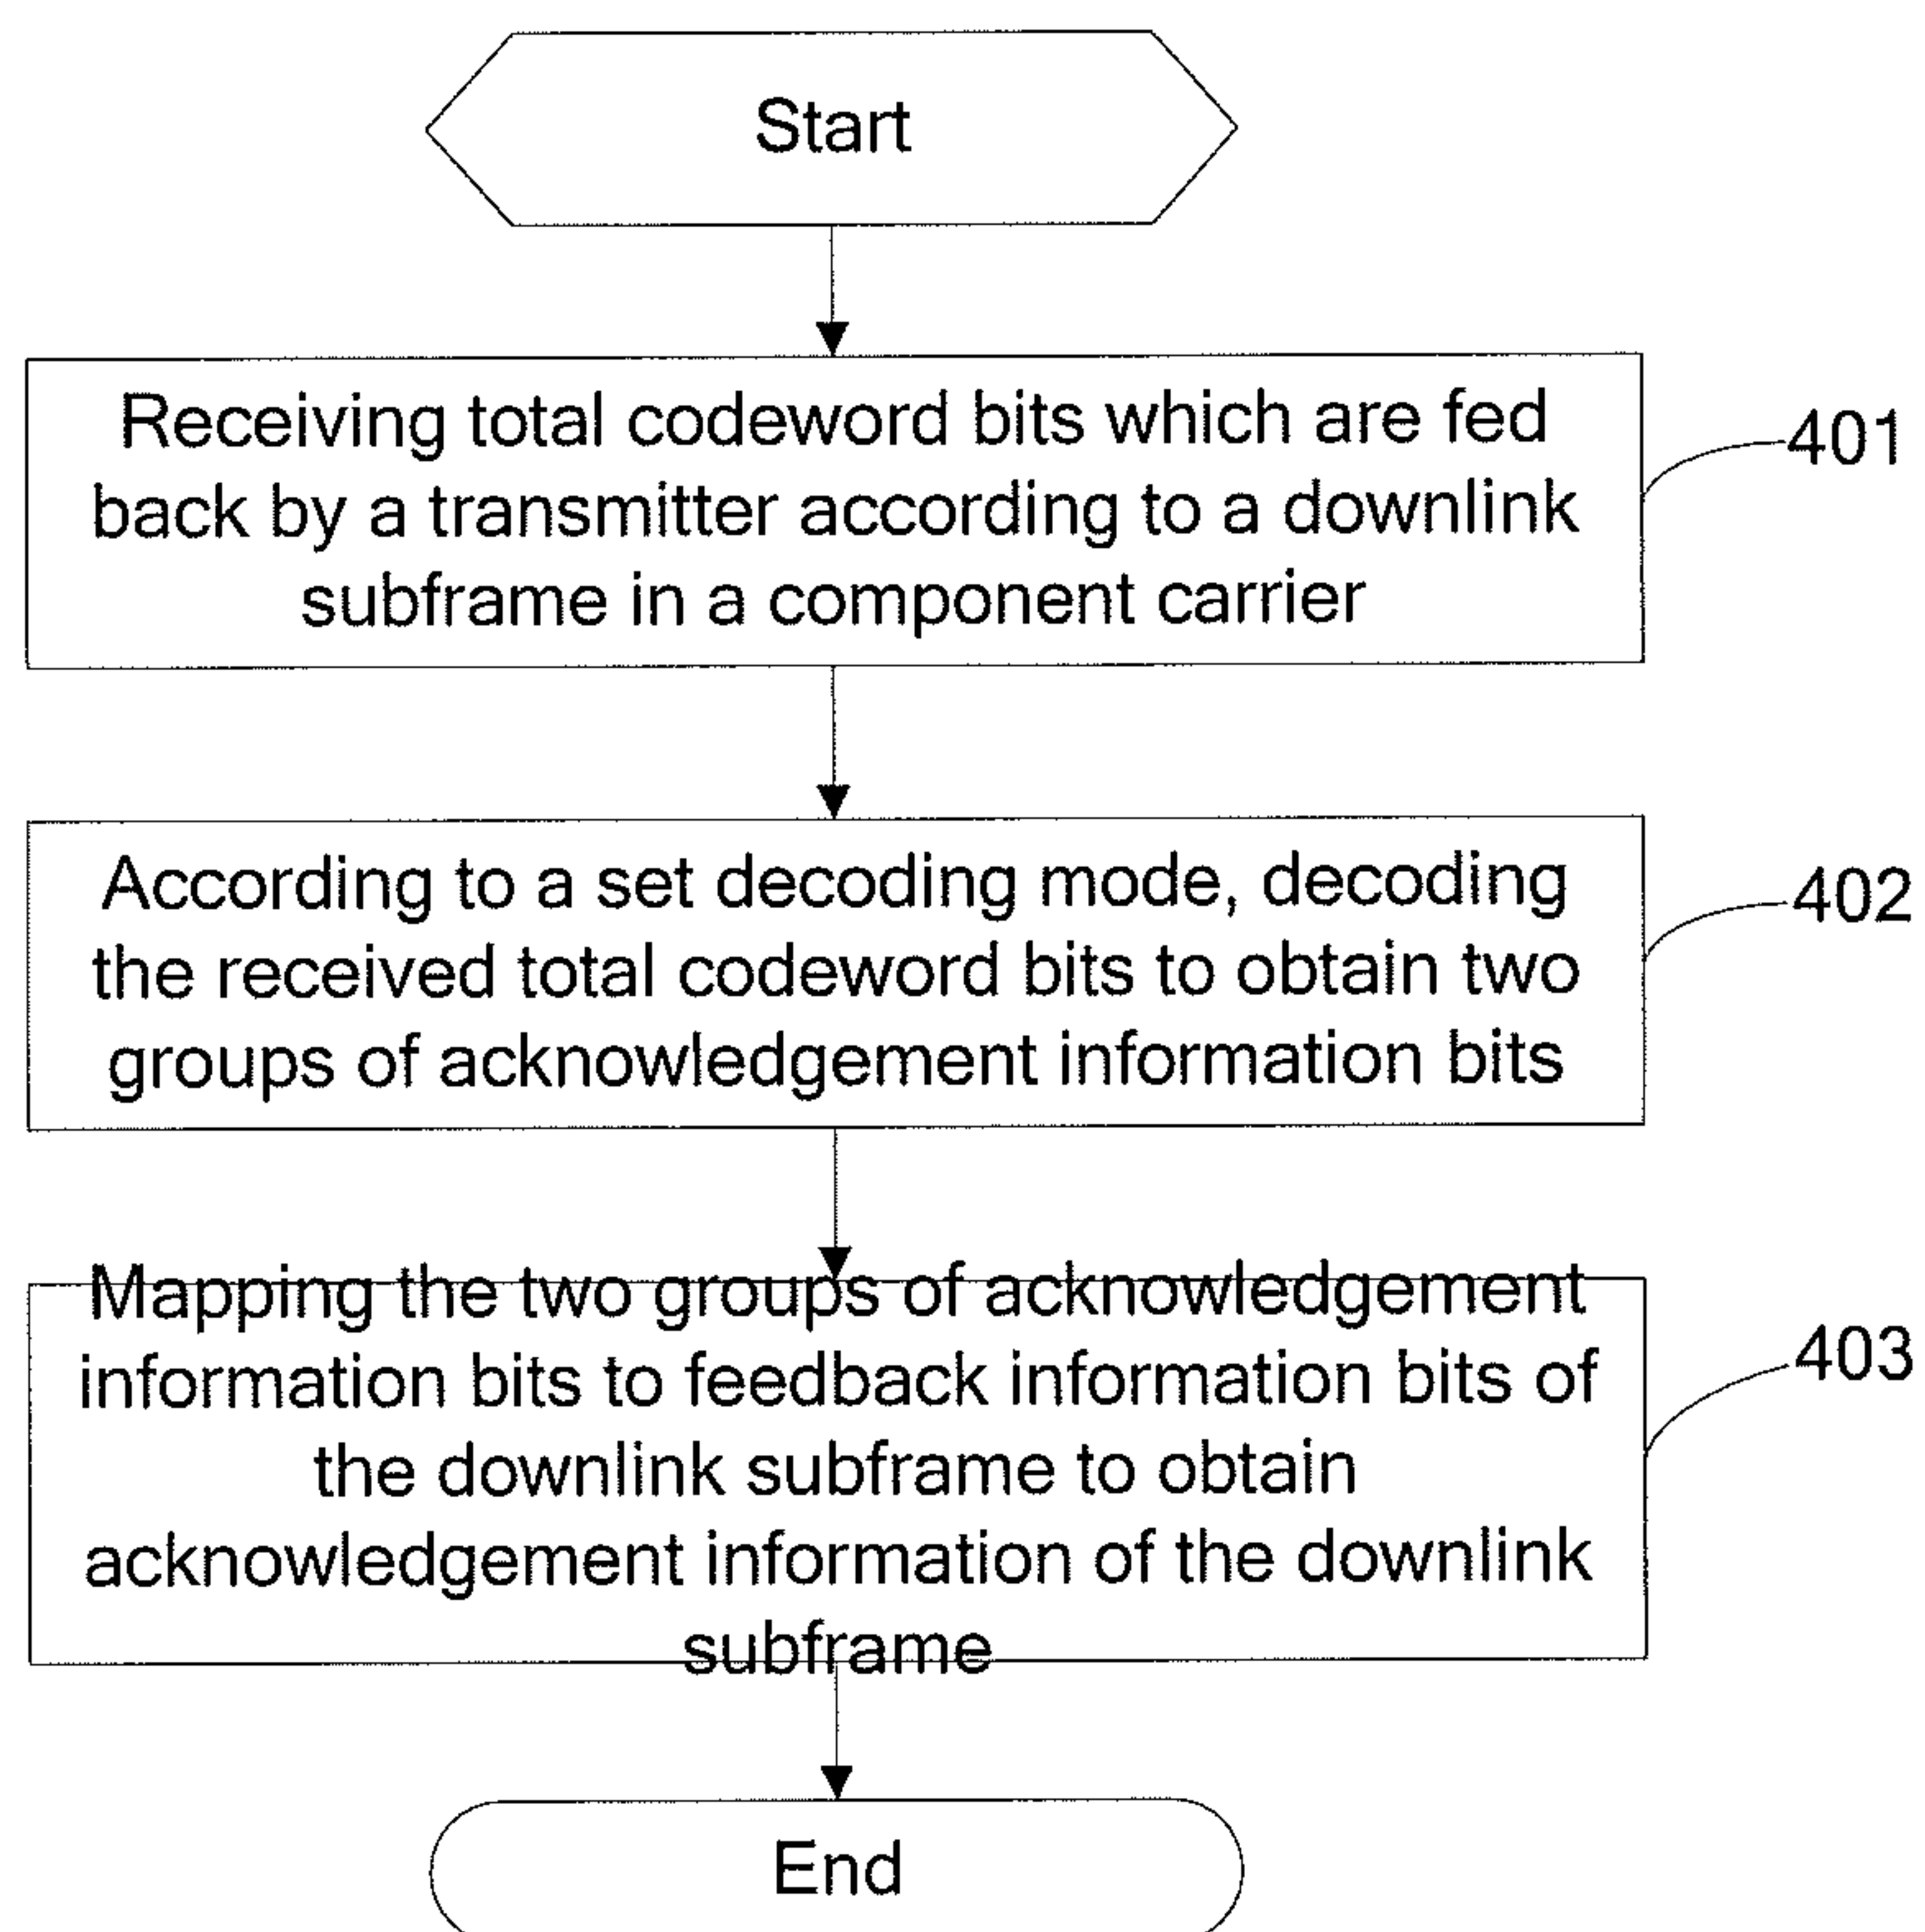 Start
Receiving total codeword bits which are fed
back by a transmitter according to a downlink
subframe in a component carrier
401
According to a set decoding mode, decoding
the received total codeword bits to obtain two
groups of acknowledgement information bits
402
Mapping the two groups of acknowledgement
information bits to feedback information bits of
the downlink subframe to obtain
acknowledgement information of the downlink
subframe
403
End